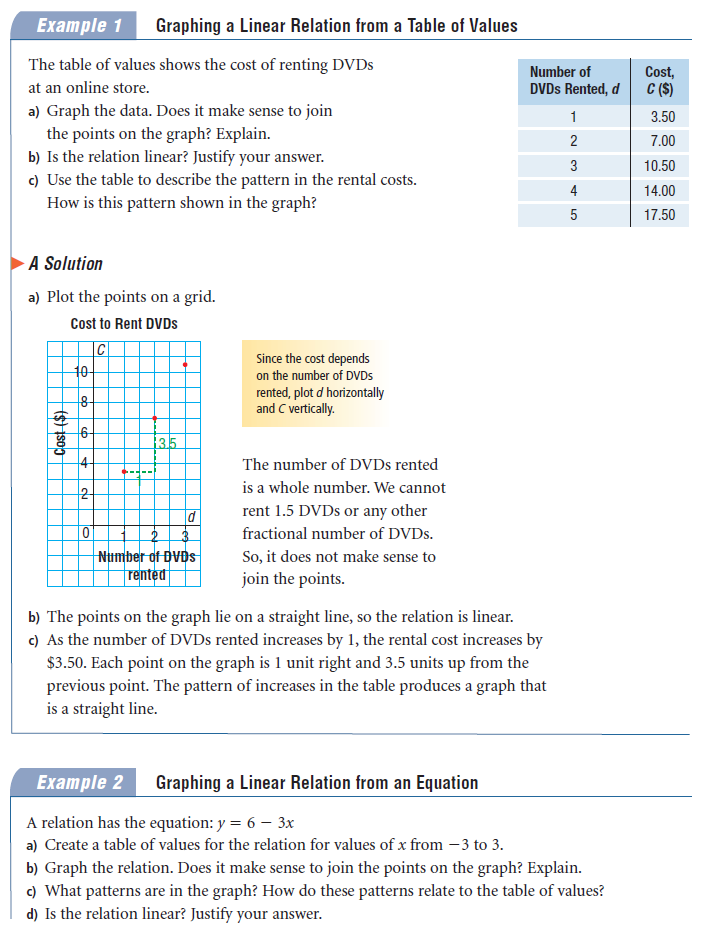 Example 1 Graphing a Linear Relation from a Table of Values
The table of values shows the cost of renting DVDs
at an online store.
a) Graph the data. Does it make sense to join
the points on the graph? Explain.
b) Is the relation linear? Justify your answer.
c) Use the table to describe the pattern in the rental costs.
How is this pattern shown in the graph?
Number of Cost,
DVDs Rented, d C ($)
1 3.50
2 7.00
3 10.50
4 14.00
5 17.50
A Solution
a) Plot the points on a grid.
Cost to Rent DVDs
C
10
8
6
4
2
0 1 2 3
d
3.5
1
Cost ($)
Number of DVDs
rented
Since the cost depends
on the number of DVDs
rented, plot d horizontally
and C vertically.
The number of DVDs rented
is a whole number. We cannot
rent 1.5 DVDs or any other
fractional number of DVDs.
So, it does not make sense to
join the points.
b) The points on the graph lie on a straight line, so the relation is linear.
c) As the number of DVDs rented increases by 1, the rental cost increases by
$3.50. Each point on the graph is 1 unit right and 3.5 units up from the
previous point. The pattern of increases in the table produces a graph that
is a straight line.
Example 2 Graphing a Linear Relation from an Equation
A relation has the equation: y = 6 − 3x
a) Create a table of values for the relation for values of x from −3 to 3.
b) Graph the relation. Does it make sense to join the points on the graph? Explain.
c) What patterns are in the graph? How do these patterns relate to the table of values?
d) Is the relation linear? Justify your answer.